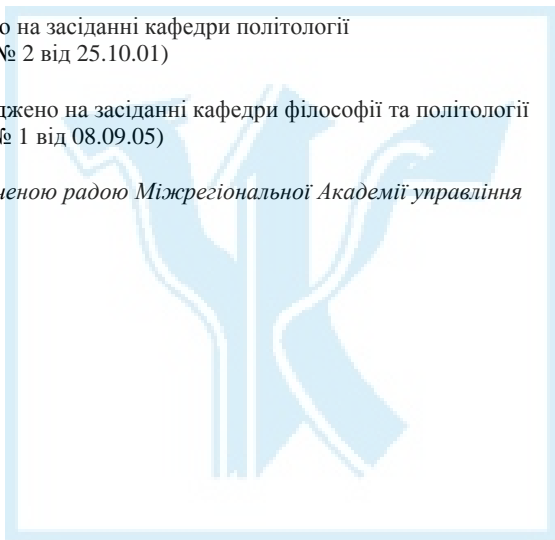 о на засіданні кафедри політології
№ 2 від 25.10.01)
джено на засіданні кафедри філософії та політології
№ 1 від 08.09.05)
ченою радою Міжрегіональної Академії управління